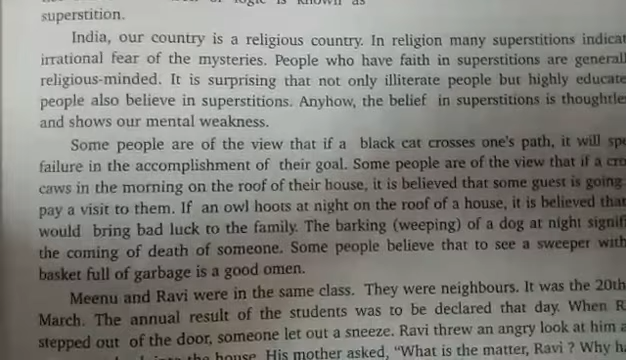 logic is known as
superstition.
India, our country is a religious country. In religion many superstitions indicat
irrational fear of the mysteries. People who have faith in superstitions are generall
religious-minded. It is surprising that not only illiterate people but highly educate
people also believe in superstitions. Anyhow, the belief in superstitions is thoughtle
and shows our mental weakness.
Some people are of the view that if a black cat crosses one's path, it will spe
failure in the accomplishment of their goal. Some people are of the view that if a cro
caws in the morning on the roof of their house, it is believed that some guest is going
pay a visit to them. If an owl hoots at night on the roof of a house, it is believed that
would bring bad luck to the family. The barking (weeping) of a dog at night signifi
the coming of death of someone. Some people believe that to see a sweeper with
basket full of garbage is a good omen.
Meenu and Ravi were in the same class. They were neighbours. It was the 20th
March. The annual result of the students was to be declared that day. When R
stepped out of the door, someone let out a sneeze. Ravi threw an angry look at him a
the house. His mother asked, "What is the matter, Ravi ? Why h